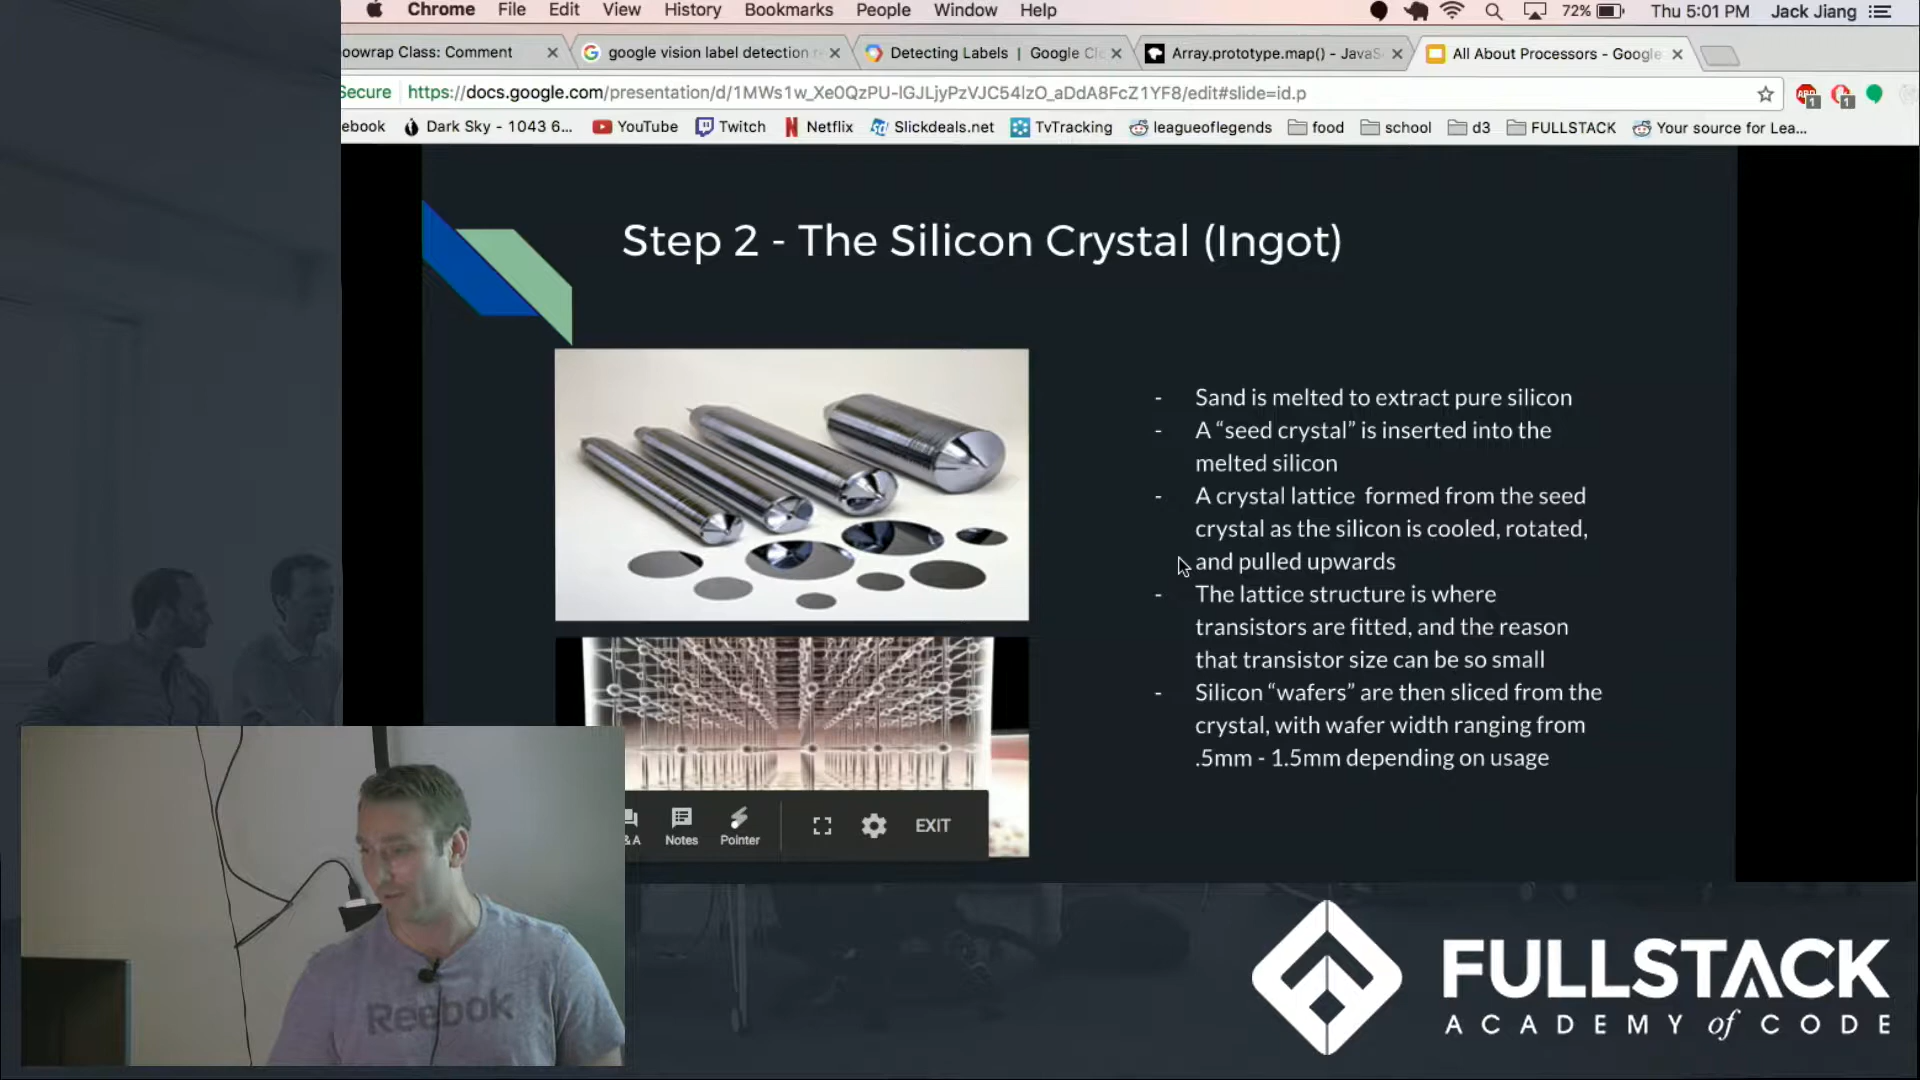 Chrome File Edit View History Bookmarks People Window Help 72% Thu 5:01 PM Jack Jiang
oowrap Class: Comment google vision label detection Detecting Labels | Google Clo Array.prototype.map() - JavaS All About Processors - Google
Secure https://docs.google.com/presentation/d/1MWs1w_Xe0QzPU-lGJLjyPzVJC54lzO_aDdA8FcZ1YF8/edit#slide=id.p ABP 1 1
ebook Dark Sky - 1043 6... YouTube Twitch Netflix Slickdeals.net TvTracking leagueoflegends food school d3 FULLSTACK Your source for Lea...
Step 2 - The Silicon Crystal (Ingot)
- Sand is melted to extract pure silicon
- A “seed crystal” is inserted into the
melted silicon
- A crystal lattice formed from the seed
crystal as the silicon is cooled, rotated,
and pulled upwards
- The lattice structure is where
transistors are fitted, and the reason
that transistor size can be so small
- Silicon “wafers” are then sliced from the
crystal, with wafer width ranging from
.5mm - 1.5mm depending on usage
&A Notes Pointer EXIT
Reebok
FULLSTACK
ACADEMY of CODE